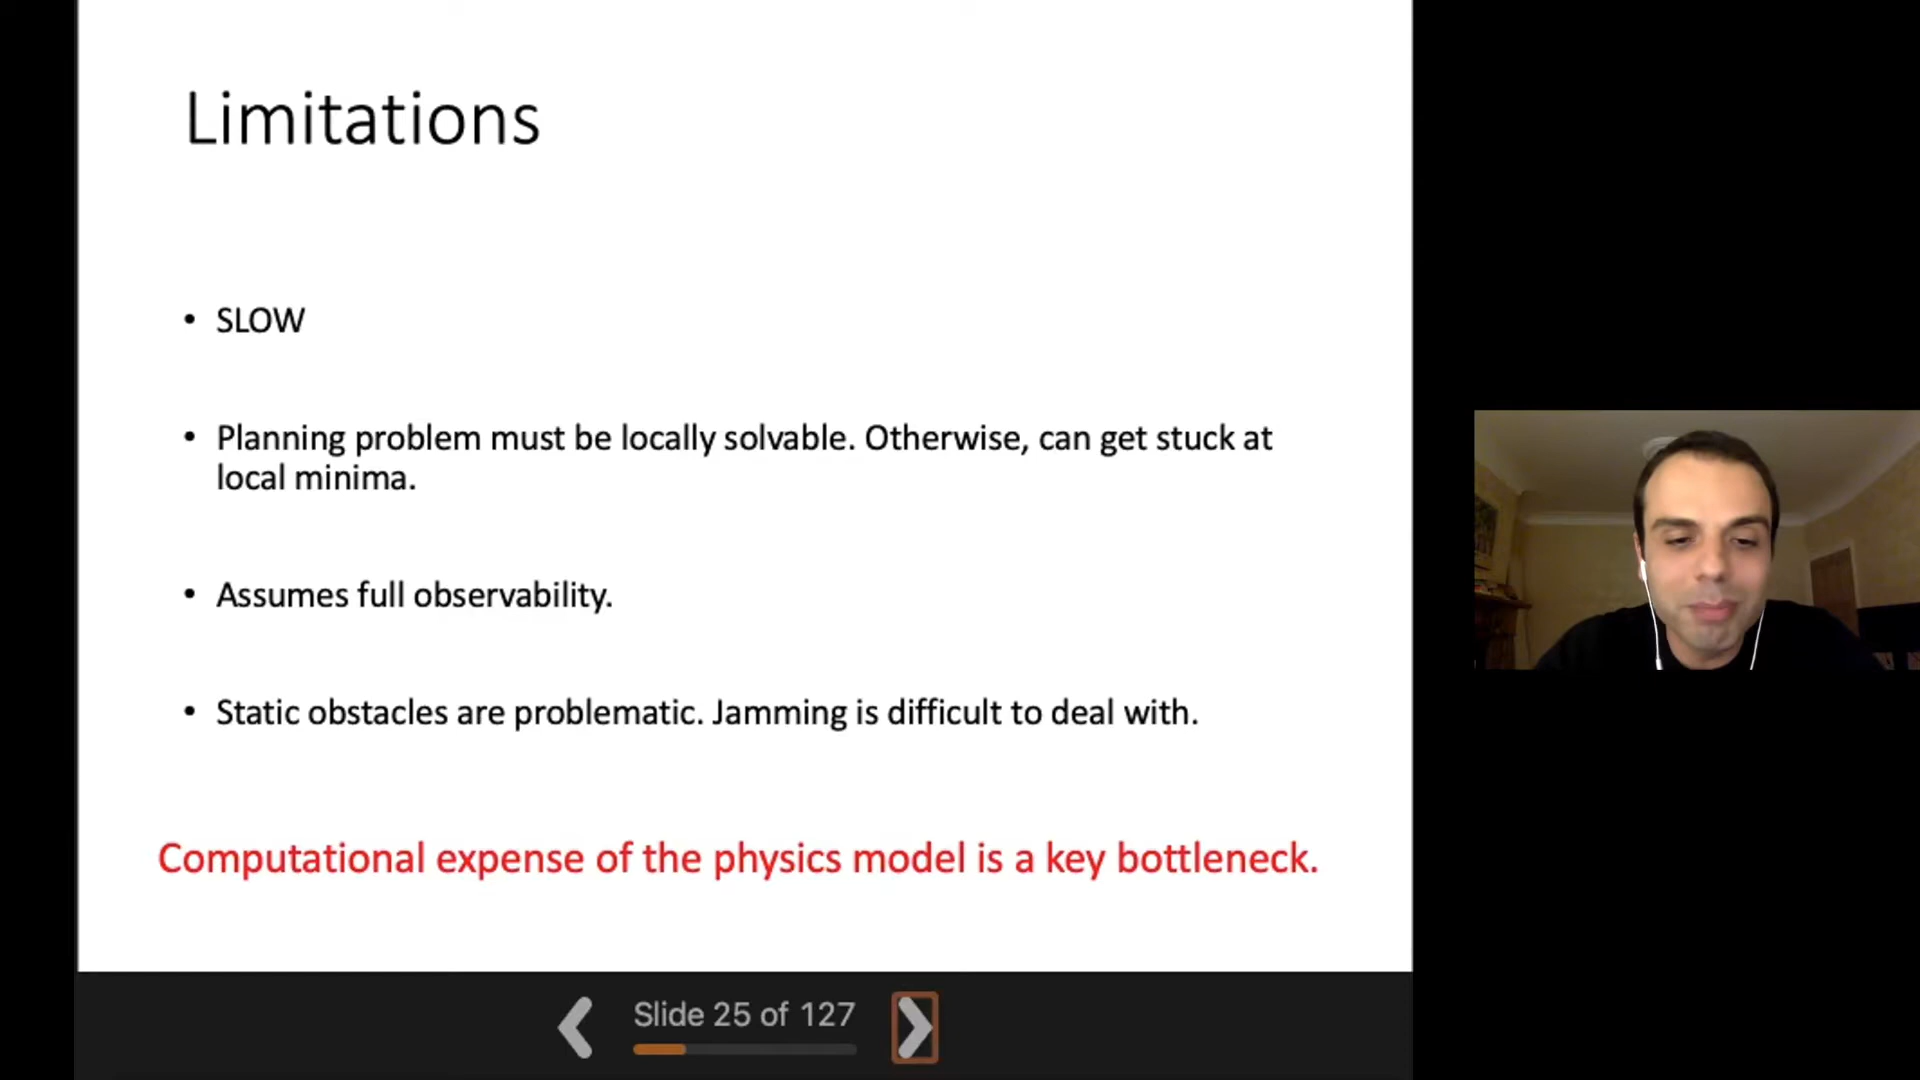 Limitations
• SLOW
• Planning problem must be locally solvable. Otherwise, can get stuck at
local minima.
• Assumes full observability.
• Static obstacles are problematic. Jamming is difficult to deal with.
Computational expense of the physics model is a key bottleneck.
Slide 25 of 127